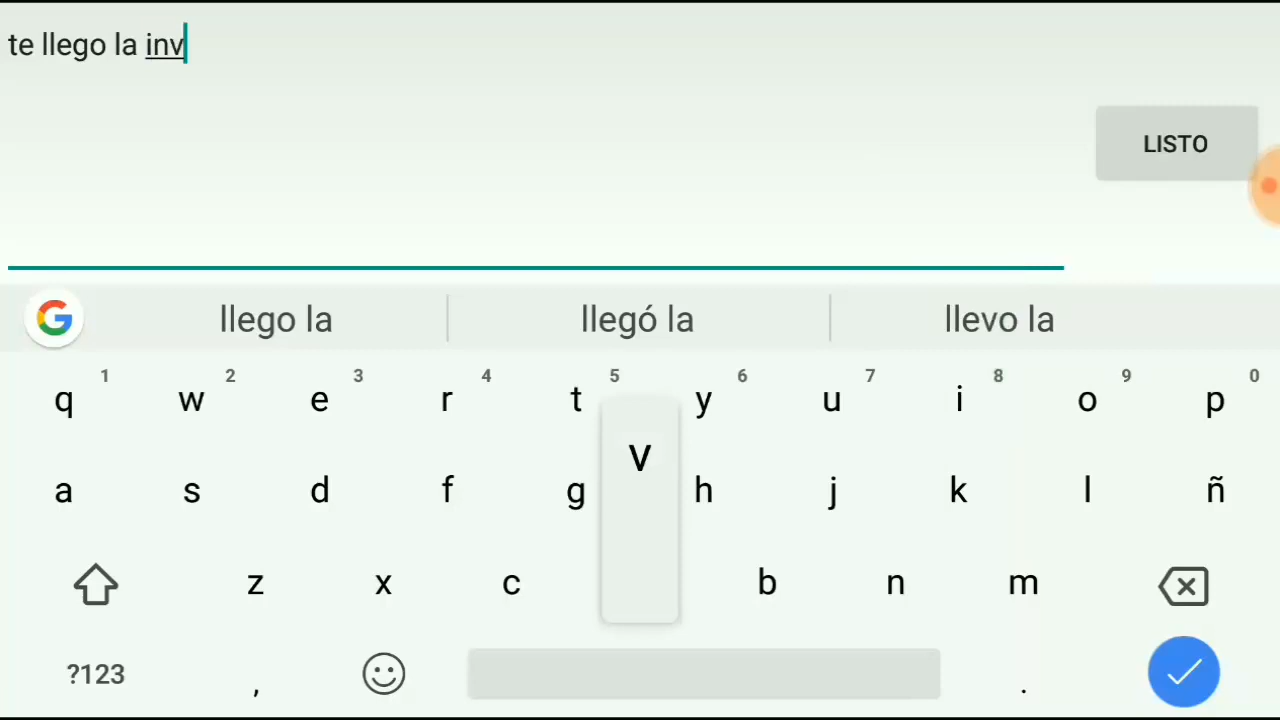 te llego la inv
LISTO
llego la llegó la llevo la
1 2 3 4 5 6 7 8 9 0
q w e r t y u i o p
v
a s d f g h j k l ñ
z x c b n m
?123 , .